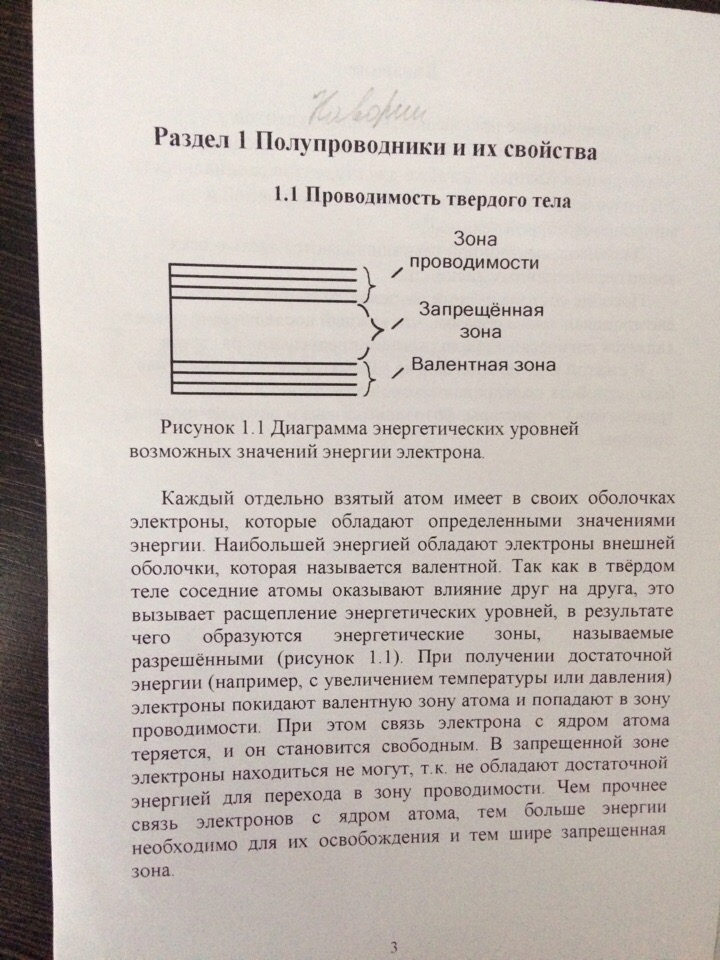 Раздел 1 Полупроводники и их свойства
1.1 Проводимость твердого тела
Зона
проводимости
Запрещённая
зона
Валентная зона
Рисунок 1.1 Диаграмма энергетических уровней
возможных значений энергии электрона.
Каждый отдельно взятый атом имеет в своих оболочках
электроны, которые обладают определенными значениями
энергии. Наибольшей энергией обладают электроны внешней
оболочки, которая называется валентной. Так как в твёрдом
теле соседние атомы оказывают влияние друг на друга, это
вызывает расщепление энергетических уровней, в результате
чего образуются энергетические зоны, называемые
разрешёнными (рисунок 1.1). При получении достаточной
энергии (например, с увеличением температуры или давления)
электроны покидают валентную зону атома и попадают в зону
проводимости. При этом связь электрона с ядром атома
теряется, и он становится свободным. В запрещенной зоне
электроны находиться не могут, т.к. не обладают достаточной
энергией для перехода в зону проводимости. Чем прочнее
связь электронов с ядром атома, тем больше энергии
необходимо для их освобождения и тем шире запрещенная
зона.
3